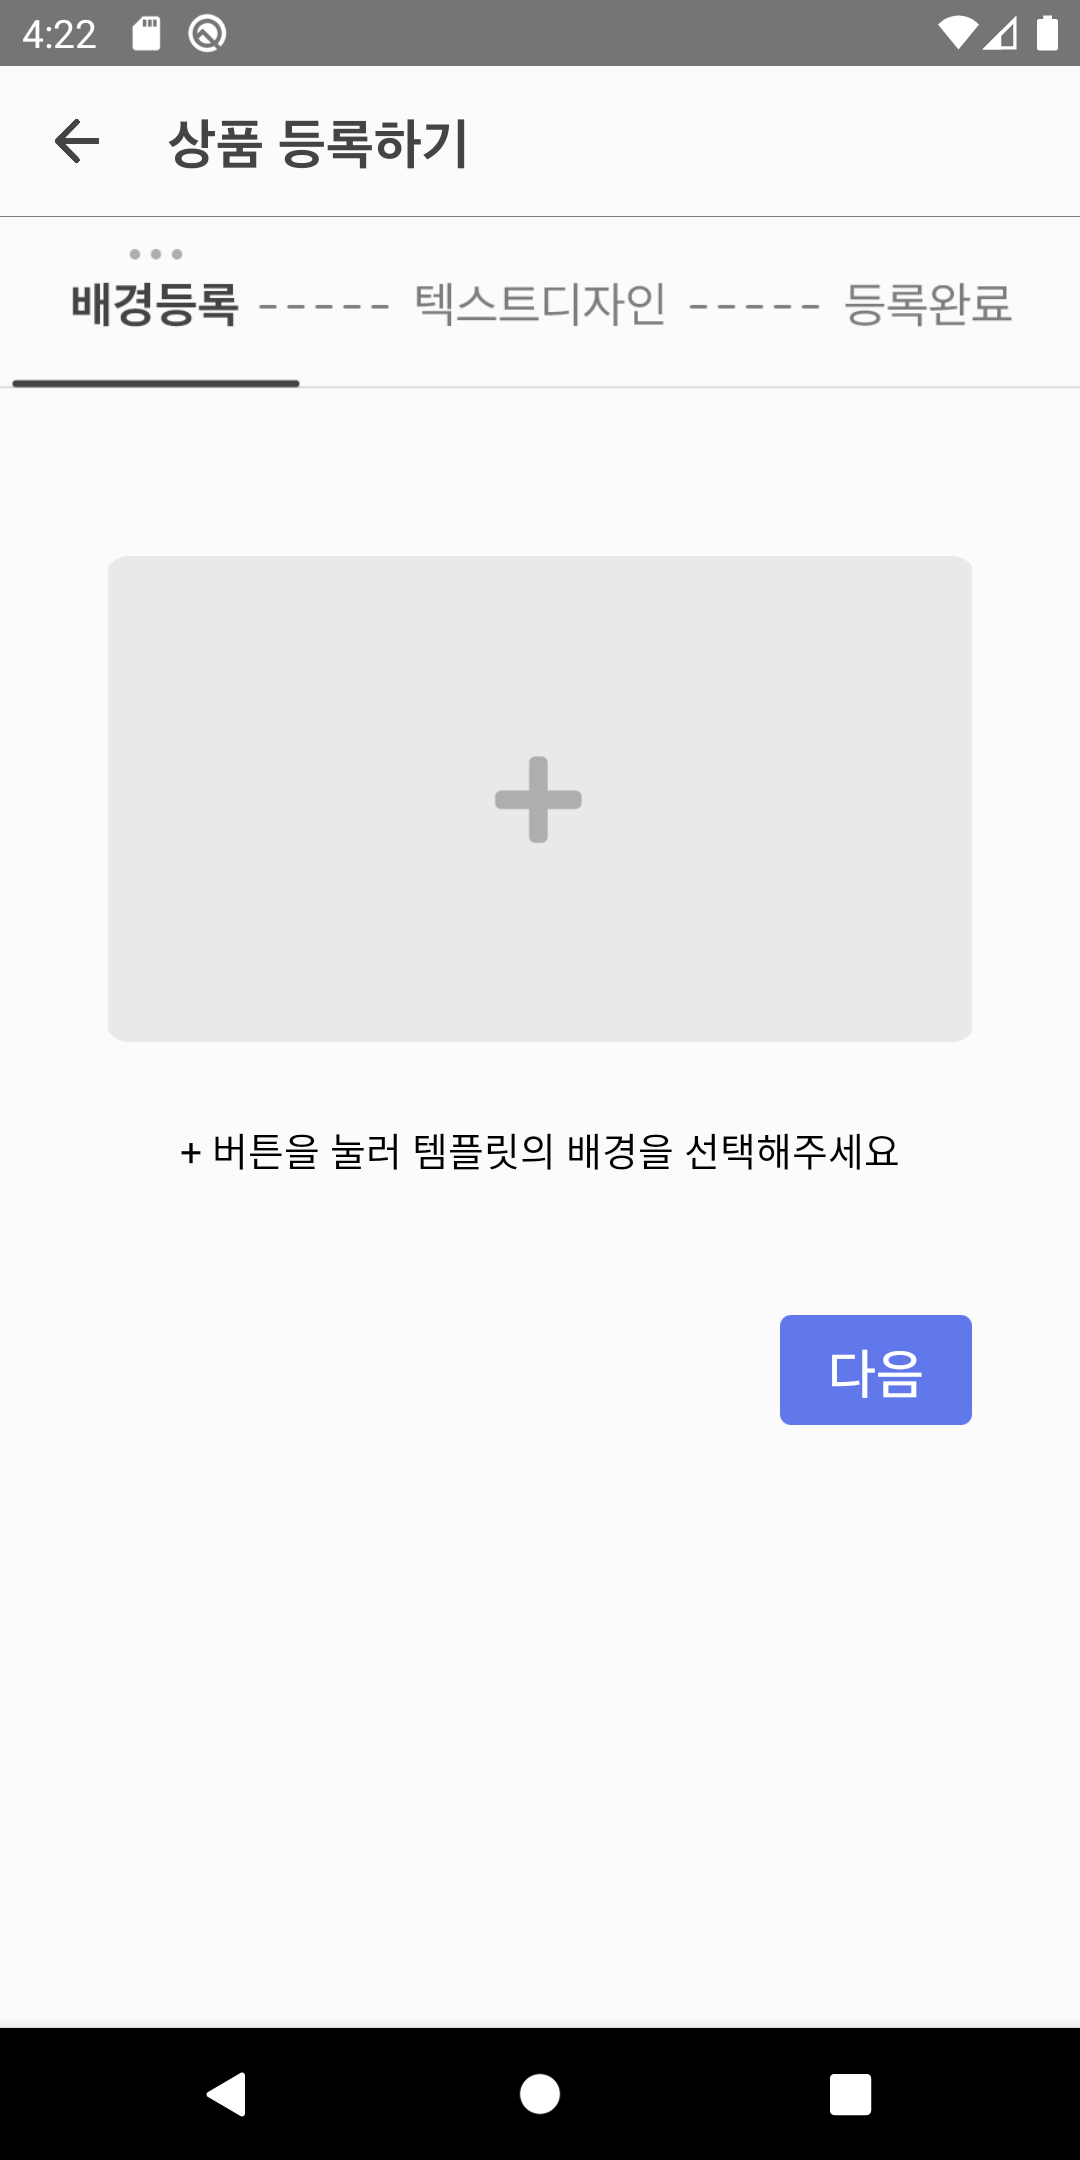 4:22
상품 등록하기
배경등록 ----- 텍스트디자인 ----- 등록완료
+ 버튼을 눌러 템플릿의 배경을 선택해주세요
다음